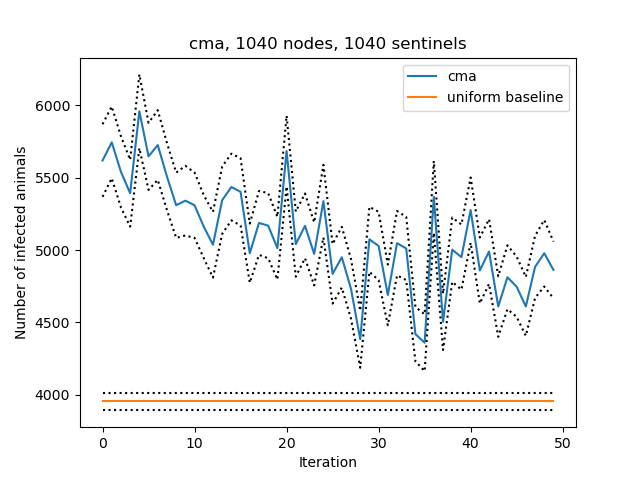 cma, 1040 nodes, 1040 sentinels
cma
uniform baseline
Number of infected animals
6000
5500
5000
4500
4000
0 10 20 30 40 50
Iteration